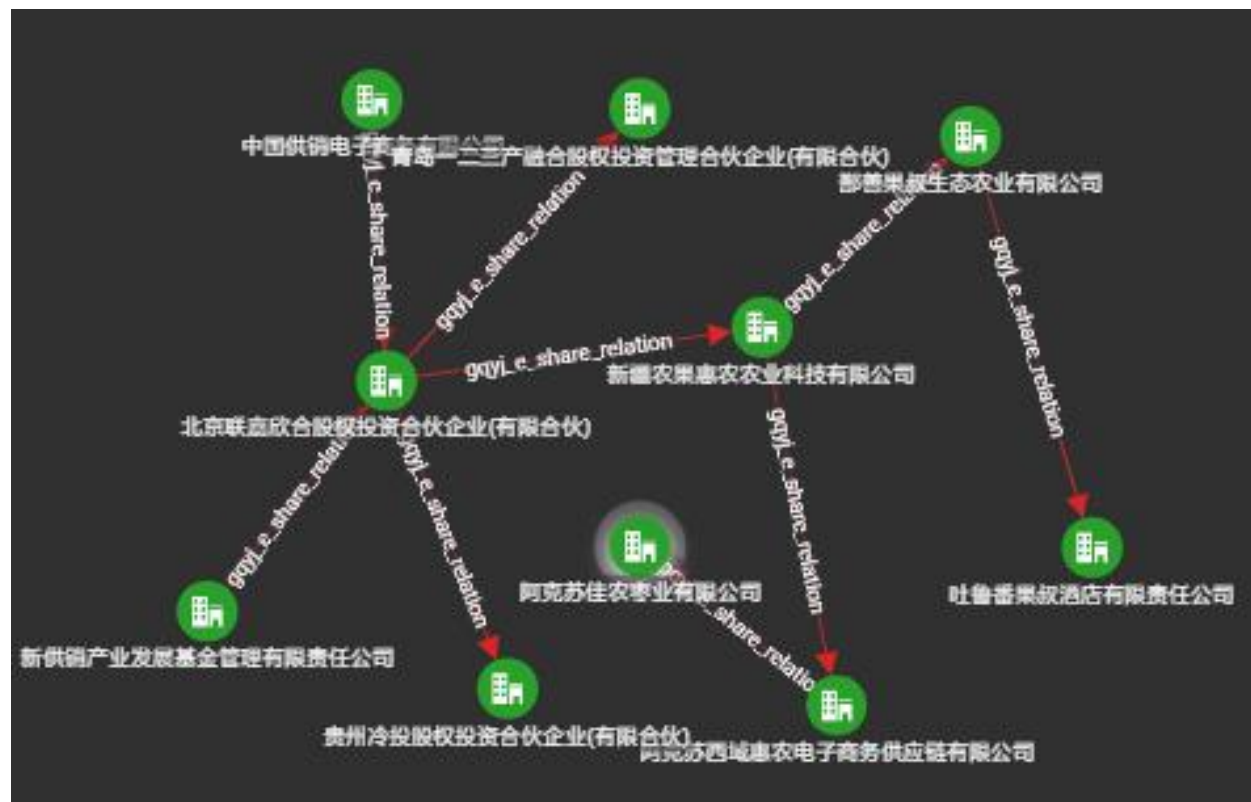 中国供销电子商务有限公司
青岛一二三产融合股权投资管理合伙企业(有限合伙)
鄯善果叔生态农业有限公司
gqyj_e_share_relation
gqyj_e_share_relation
gqyj_e_share_relation
gqyj_e_share_relation
gqyj_e_share_relation
新疆农果惠农农业科技有限公司
北京联嘉欣合股权投资合伙企业(有限合伙)
gqyj_e_share_relation
gqyj_e_share_relation
gqyj_e_share_relation
阿克苏佳农枣业有限公司
share_relatio
吐鲁番果叔酒店有限责任公司
新供销产业发展基金管理有限责任公司
贵州冷投股权投资合伙企业(有限合伙)
阿克苏西域惠农电子商务供应链有限公司